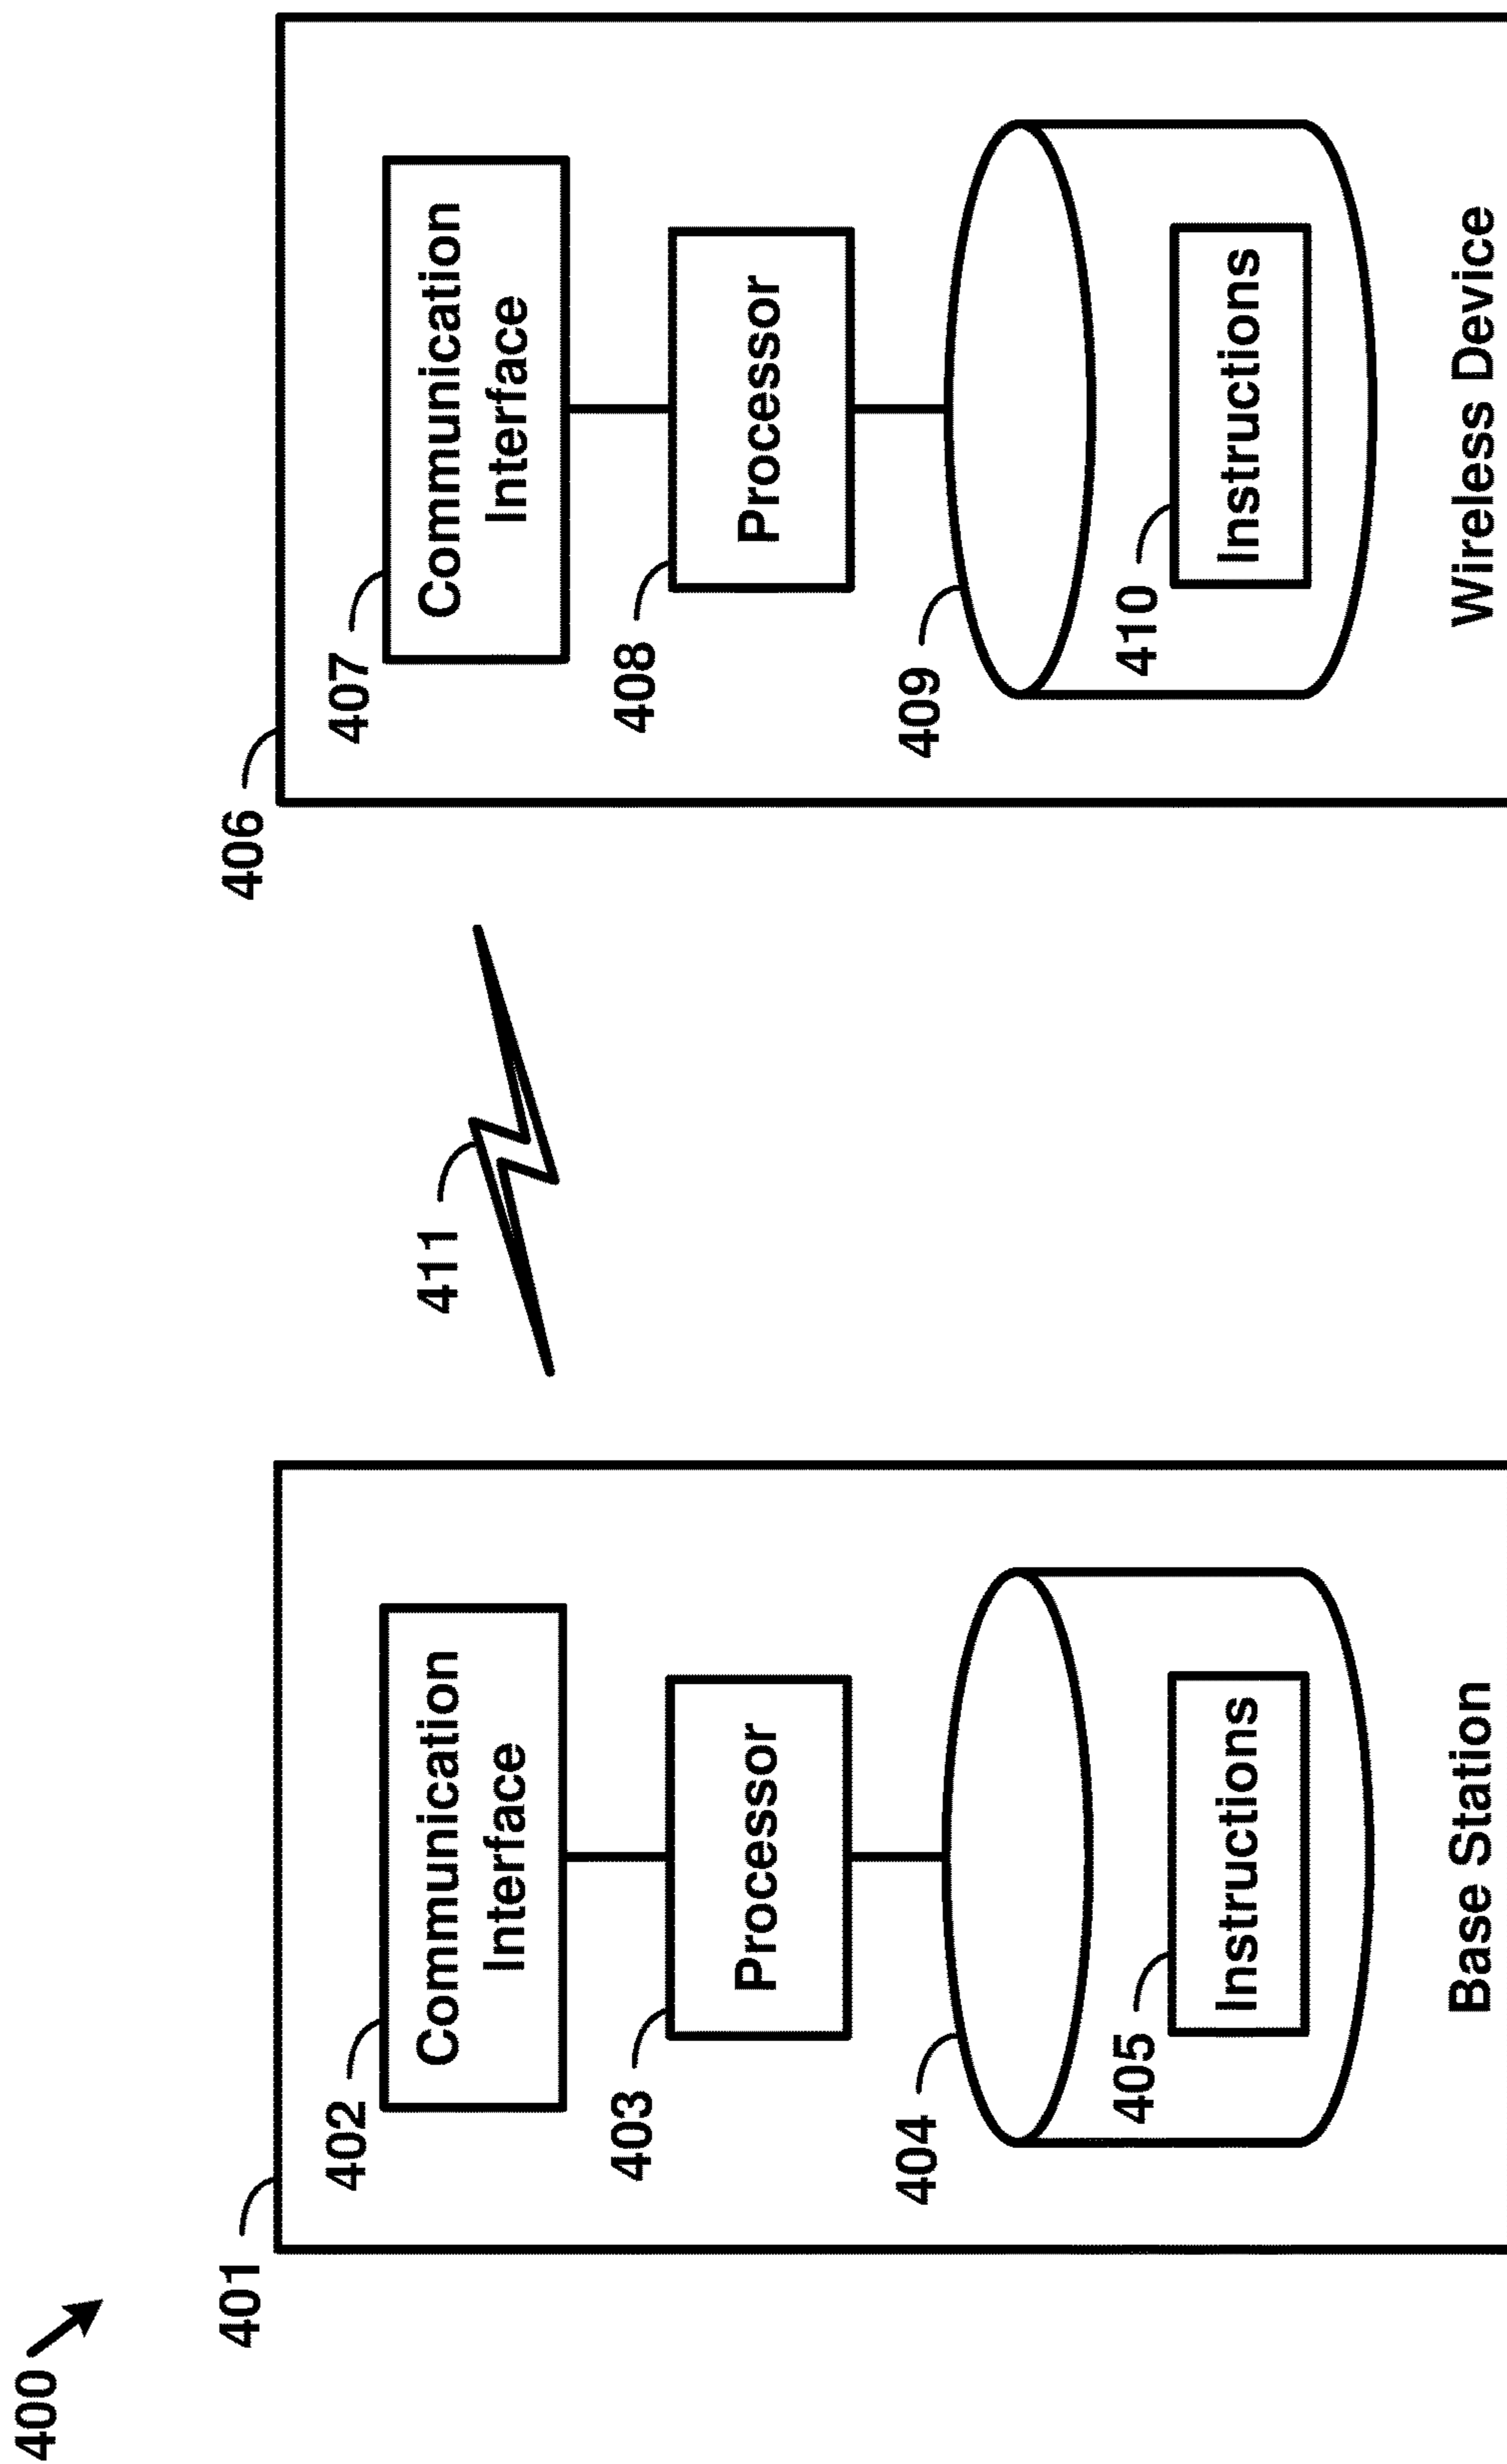 400
401
402
Communication
Interface
403
Processor
404
405
Instructions
Base Station
411
406
407
Communication
Interface
408
Processor
409
410
Instructions
Wireless Device